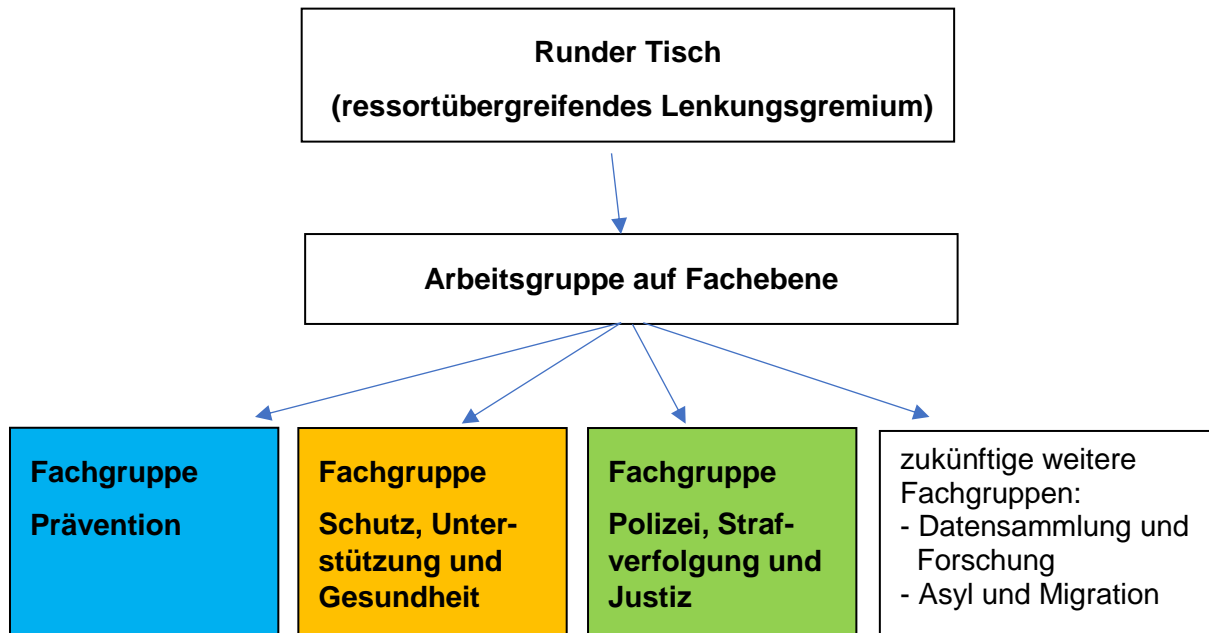 Runder Tisch
(ressortübergreifendes Lenkungsgremium)
Arbeitsgruppe auf Fachebene
Fachgruppe
Prävention
Fachgruppe
Schutz, Unter-
stützung und
Gesundheit
Fachgruppe
Polizei, Straf-
verfolgung und
Justiz
zukünftige weitere
Fachgruppen:
- Datensammlung und
Forschung
- Asyl und Migration